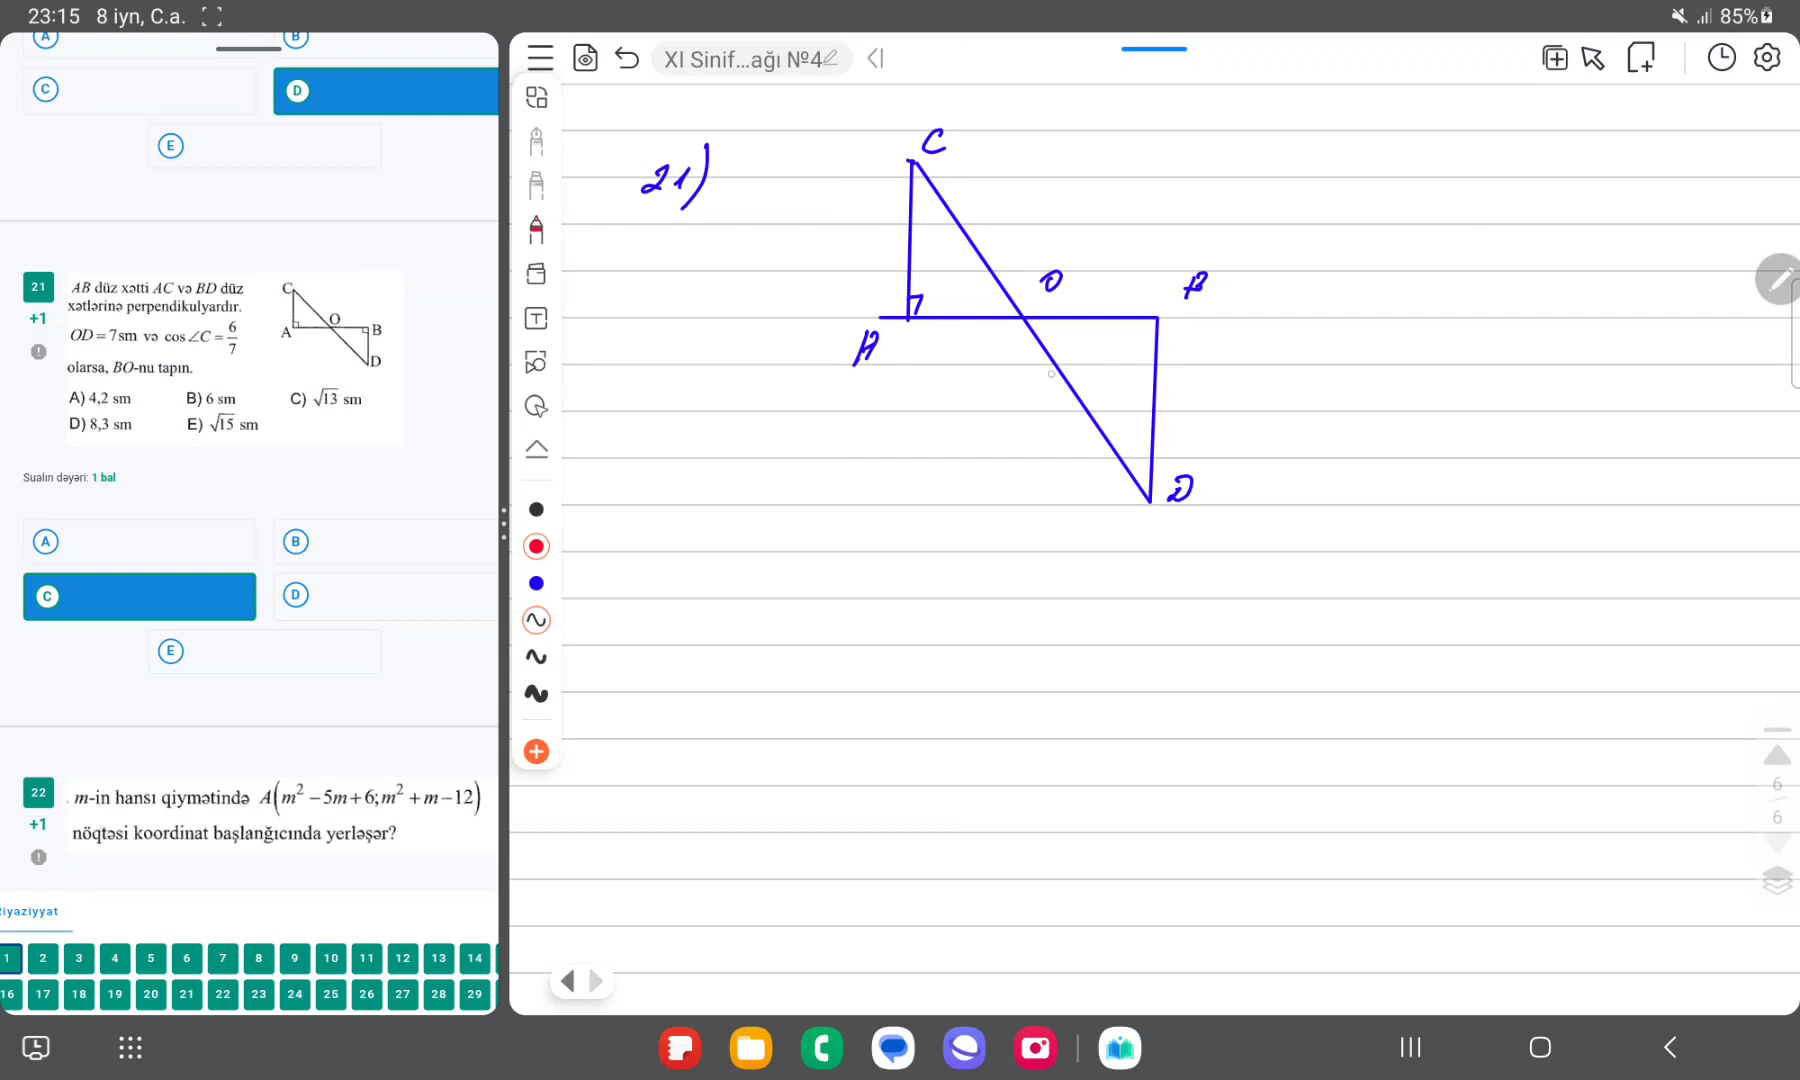 23:15 8 iyn, C.a. 85%
A B
C D
E
XI Sinif...ağı №4
21
+1
AB düz xətti AC və BD düz
xətlərinə perpendikulyardır.
OD = 7 sm və cos ∠C = 6/7
olarsa, BO-nu tapın.
A) 4,2 sm B) 6 sm C) √13 sm
D) 8,3 sm E) √15 sm
C
O
A
B
D
Sualın dəyəri: 1 bal
A B
C D
E
22
+1
. m-in hansı qiymətində A(m² − 5m + 6; m² + m − 12)
nöqtəsi koordinat başlanğıcında yerləşər?
iyaziyyat
1 2 3 4 5 6 7 8 9 10 11 12 13 14
16 17 18 19 20 21 22 23 24 25 26 27 28 29
21)
C
O
B
A
D
6
6